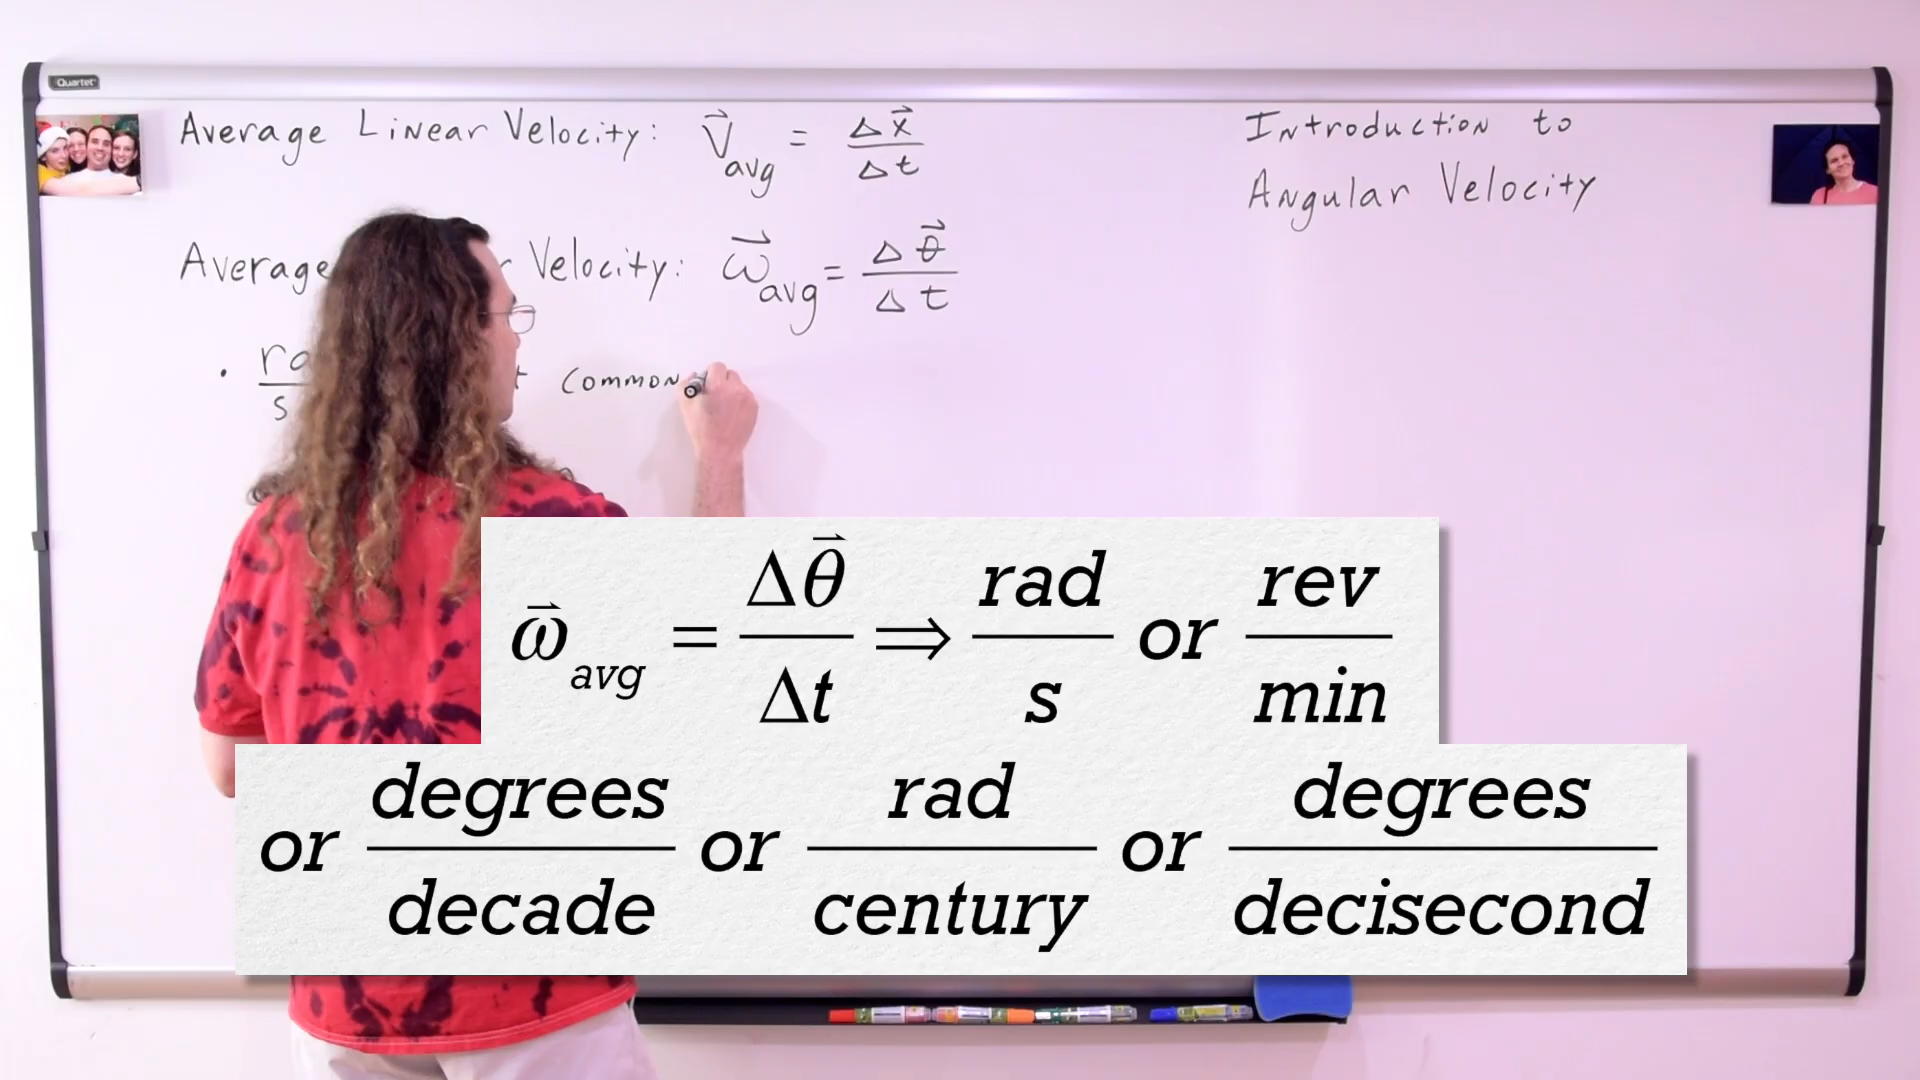 Quartet
Average Linear Velocity: V⃗avg = Δx⃗/Δt
Introduction to
Angular Velocity
Average Velocity: ω⃗avg = Δθ⃗/Δt
· /s common
ω⃗avg = Δθ⃗/Δt ⇒ rad/s or rev/min
or degrees/decade or rad/century or degrees/decisecond